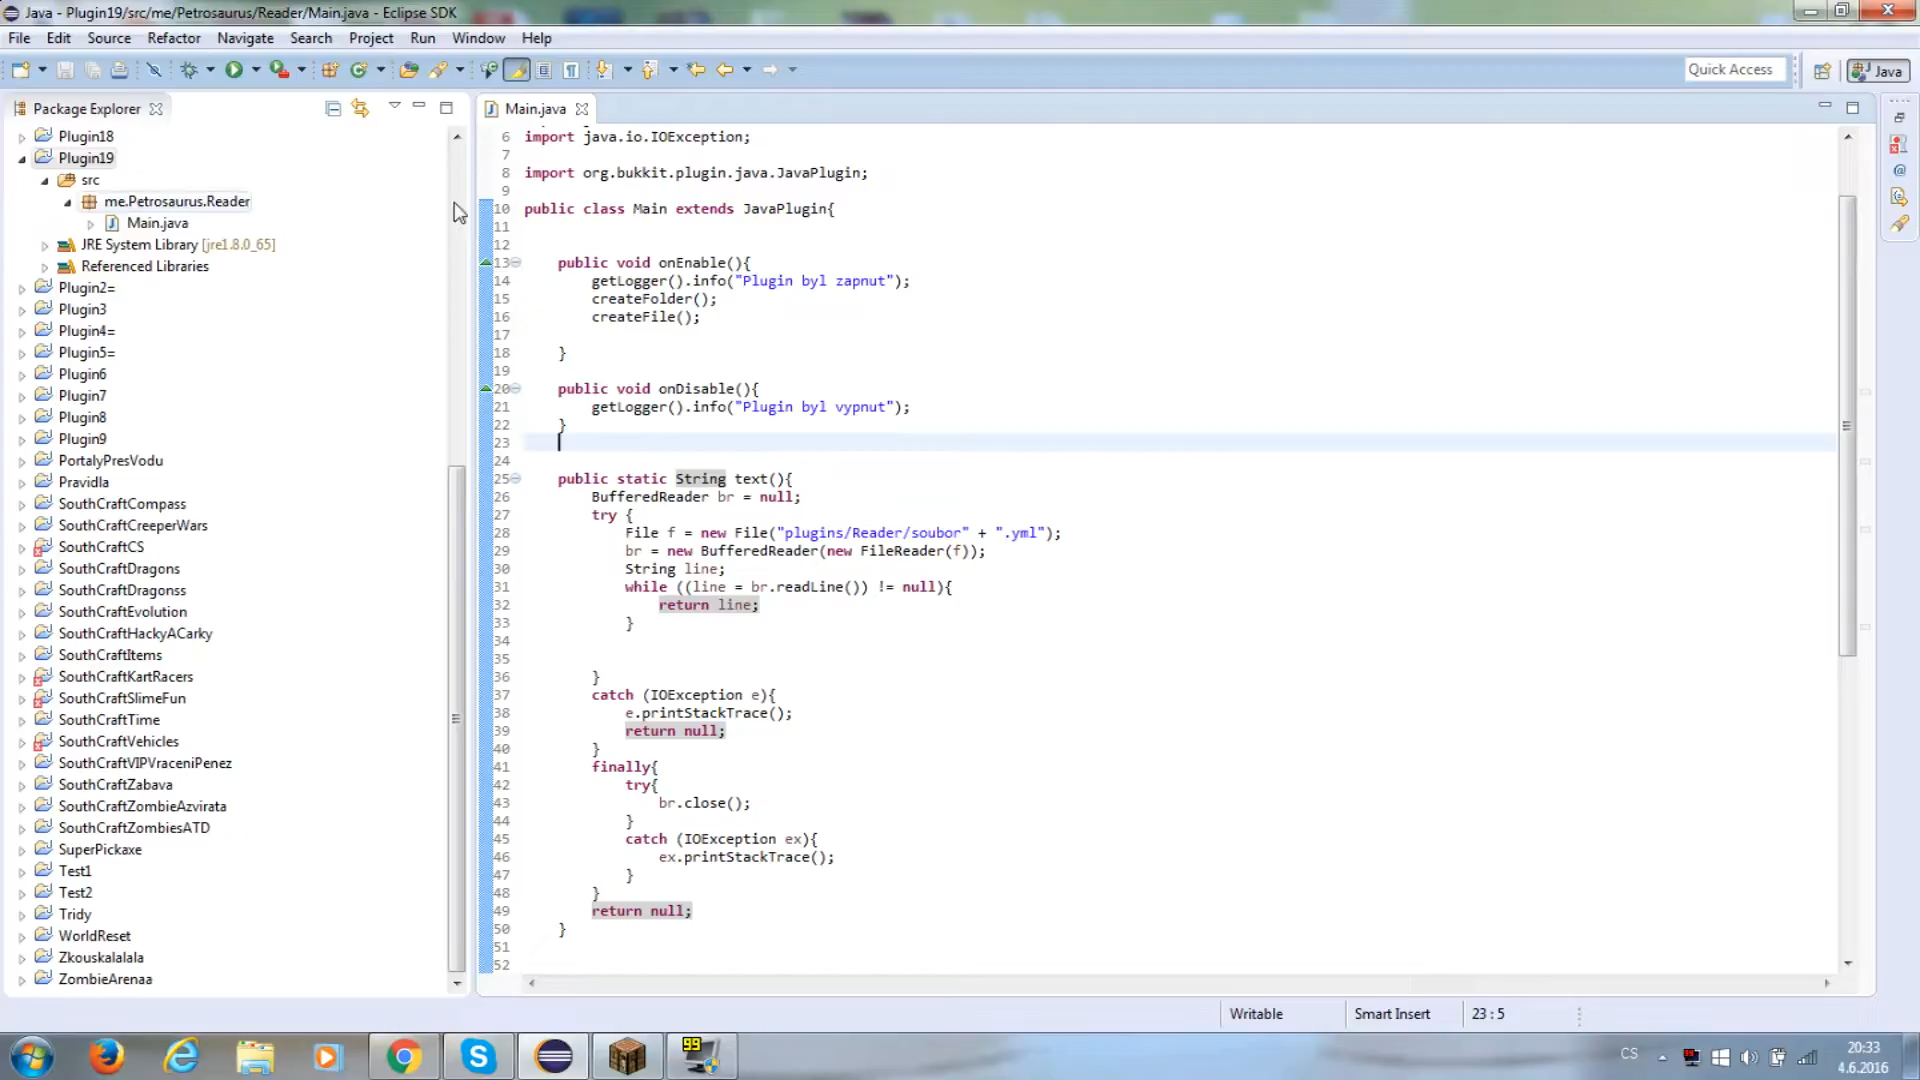 Java - Plugin19/src/me/Petrosaurus/Reader/Main.java - Eclipse SDK
File Edit Source Refactor Navigate Search Project Run Window Help
Quick Access
Java
Package Explorer
Plugin18
Plugin19
src
me.Petrosaurus.Reader
Main.java
JRE System Library [jre1.8.0_65]
Referenced Libraries
Plugin2=
Plugin3
Plugin4=
Plugin5=
Plugin6
Plugin7
Plugin8
Plugin9
PortalyPresVodu
Pravidla
SouthCraftCompass
SouthCraftCreeperWars
SouthCraftCS
SouthCraftDragons
SouthCraftDragonss
SouthCraftEvolution
SouthCraftHackyACarky
SouthCraftItems
SouthCraftKartRacers
SouthCraftSlimeFun
SouthCraftTime
SouthCraftVehicles
SouthCraftVIPVraceniPenez
SouthCraftZabava
SouthCraftZombieAzvirata
SouthCraftZombiesATD
SuperPickaxe
Test1
Test2
Tridy
WorldReset
Zkouskalalala
ZombieArenaa
Main.java
6 import java.io.IOException;
7
8 import org.bukkit.plugin.java.JavaPlugin;
9
10 public class Main extends JavaPlugin{
11
12
13 public void onEnable(){
14 getLogger().info("Plugin byl zapnut");
15 createFolder();
16 createFile();
17
18 }
19
20 public void onDisable(){
21 getLogger().info("Plugin byl vypnut");
22 }
23
24
25 public static String text(){
26 BufferedReader br = null;
27 try {
28 File f = new File("plugins/Reader/soubor" + ".yml");
29 br = new BufferedReader(new FileReader(f));
30 String line;
31 while ((line = br.readLine()) != null){
32 return line;
33 }
34
35
36 }
37 catch (IOException e){
38 e.printStackTrace();
39 return null;
40 }
41 finally{
42 try{
43 br.close();
44 }
45 catch (IOException ex){
46 ex.printStackTrace();
47 }
48 }
49 return null;
50 }
51
52
Writable Smart Insert 23 : 5
99
CS
20:33
4.6.2016